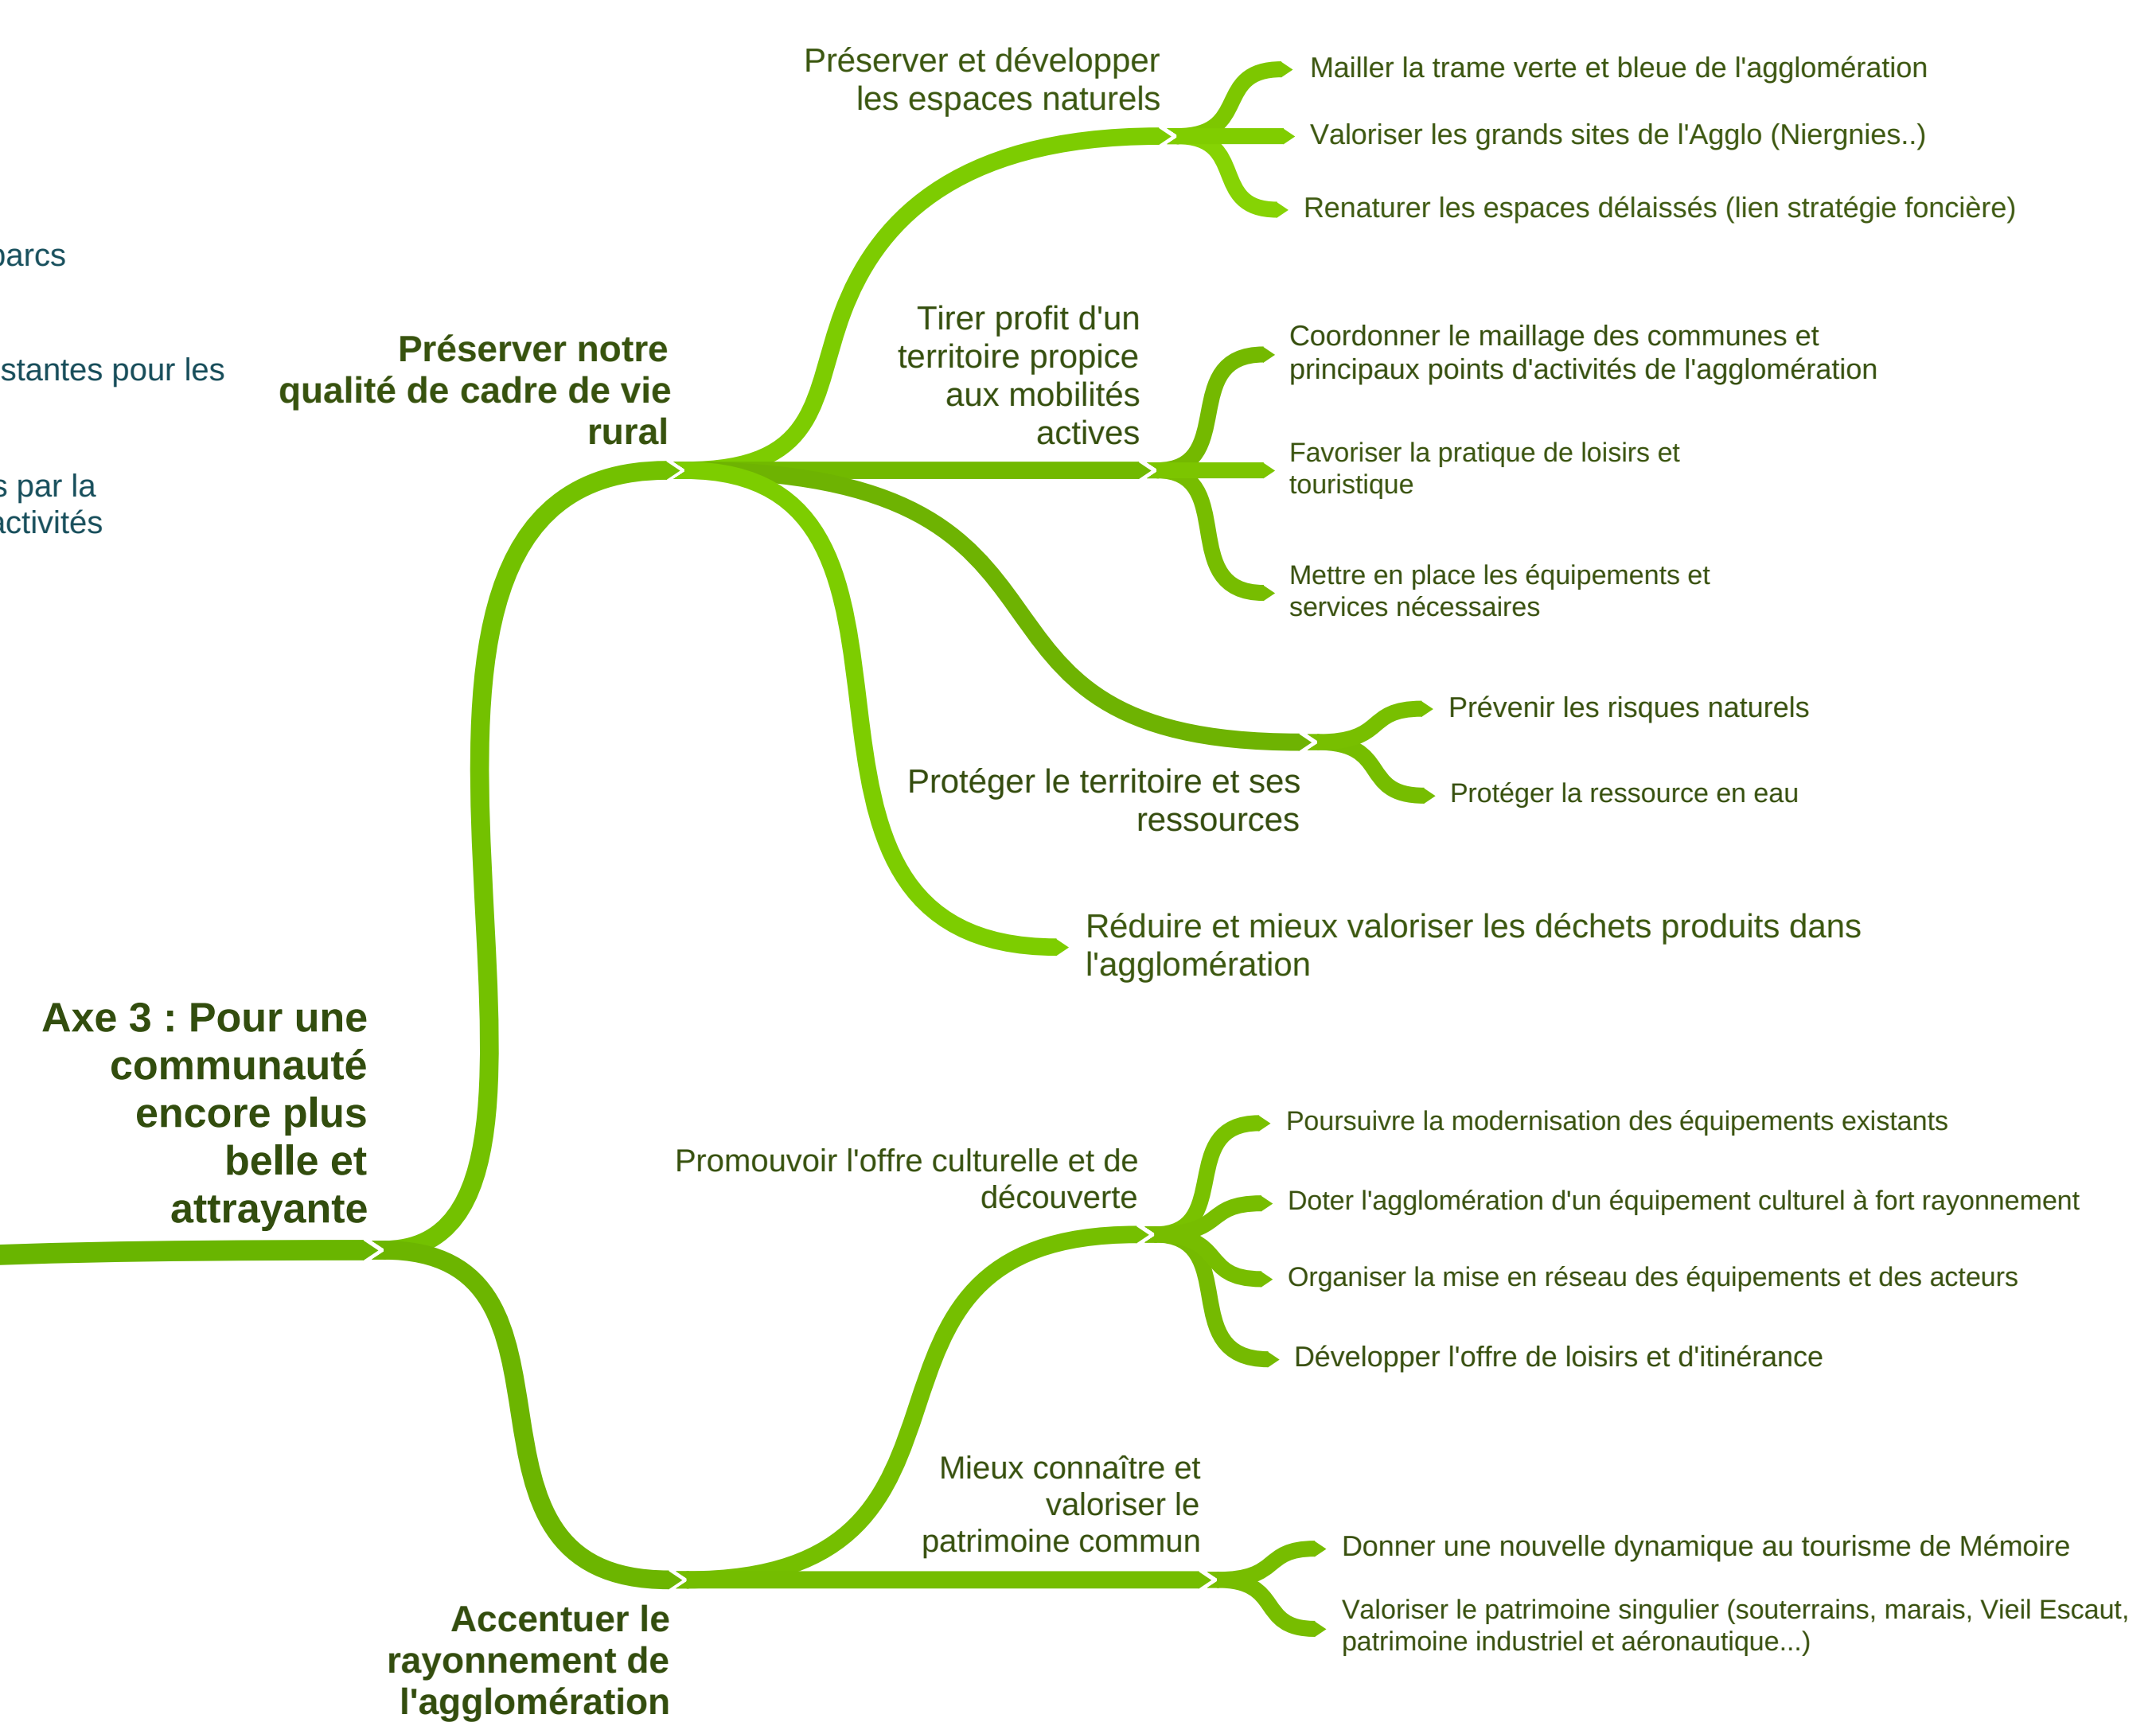 Préserver et développer
les espaces naturels
Mailler la trame verte et bleue de l'agglomération
Valoriser les grands sites de l'Agglo (Niergnies..)
Renaturer les espaces délaissés (lien stratégie foncière)
parcs
stantes pour les
s par la
activités
Préserver notre
qualité de cadre de vie
rural
Tirer profit d'un
territoire propice
aux mobilités
actives
Coordonner le maillage des communes et
principaux points d'activités de l'agglomération
Favoriser la pratique de loisirs et
touristique
Mettre en place les équipements et
services nécessaires
Protéger le territoire et ses
ressources
Prévenir les risques naturels
Protéger la ressource en eau
Réduire et mieux valoriser les déchets produits dans
l'agglomération
Axe 3 : Pour une
communauté
encore plus
belle et
attrayante
Promouvoir l'offre culturelle et de
découverte
Poursuivre la modernisation des équipements existants
Doter l'agglomération d'un équipement culturel à fort rayonnement
Organiser la mise en réseau des équipements et des acteurs
Développer l'offre de loisirs et d'itinérance
Mieux connaître et
valoriser le
patrimoine commun
Donner une nouvelle dynamique au tourisme de Mémoire
Valoriser le patrimoine singulier (souterrains, marais, Vieil Escaut,
patrimoine industriel et aéronautique...)
Accentuer le
rayonnement de
l'agglomération